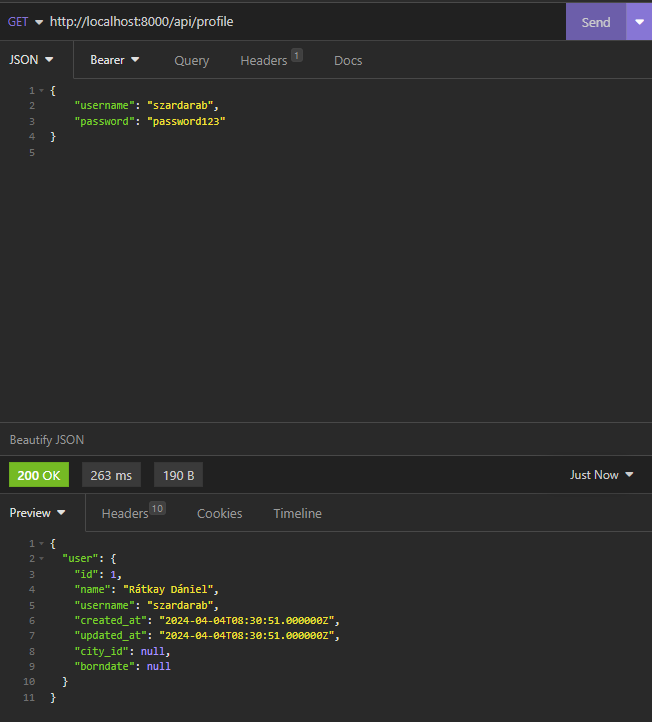 GET http://localhost:8000/api/profile Send
JSON Bearer Query Headers 1 Docs
1 {
2 "username": "szardarab",
3 "password": "password123"
4 }
5
Beautify JSON
200 OK 263 ms 190 B Just Now
Preview Headers 10 Cookies Timeline
1 {
2 "user": {
3 "id": 1,
4 "name": "Rátkay Dániel",
5 "username": "szardarab",
6 "created_at": "2024-04-04T08:30:51.000000Z",
7 "updated_at": "2024-04-04T08:30:51.000000Z",
8 "city_id": null,
9 "borndate": null
10 }
11 }